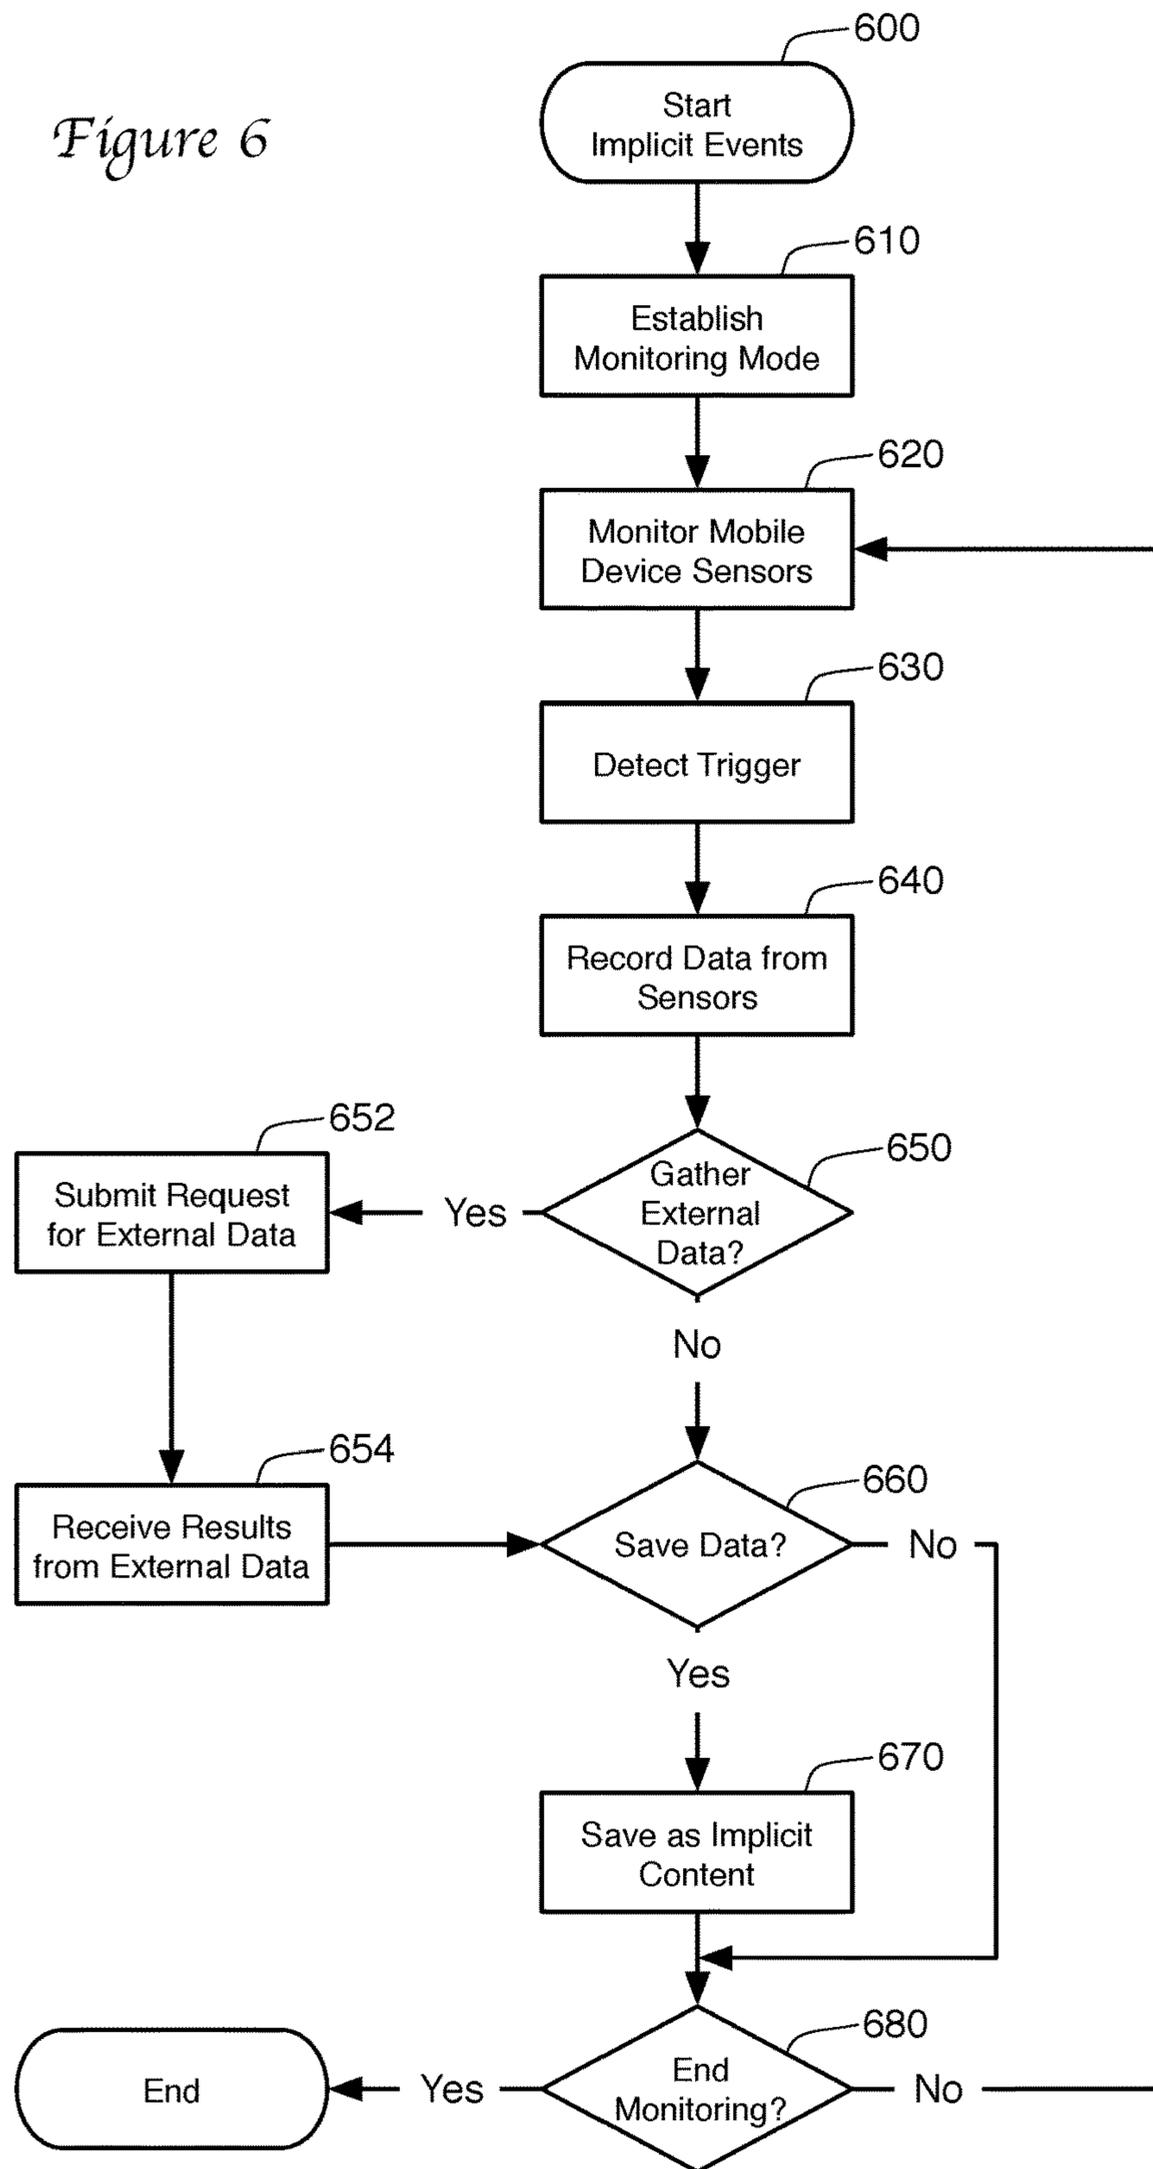 600
Figure 6
Start
Implicit Events
610
Establish
Monitoring Mode
620
Monitor Mobile
Device Sensors
630
Detect Trigger
640
Record Data from
Sensors
650
Gather
External
Data?
Yes
652
Submit Request
for External Data
No
654
Receive Results
from External Data
660
Save Data?
No
Yes
670
Save as Implicit
Content
680
End
Monitoring?
Yes
No
End